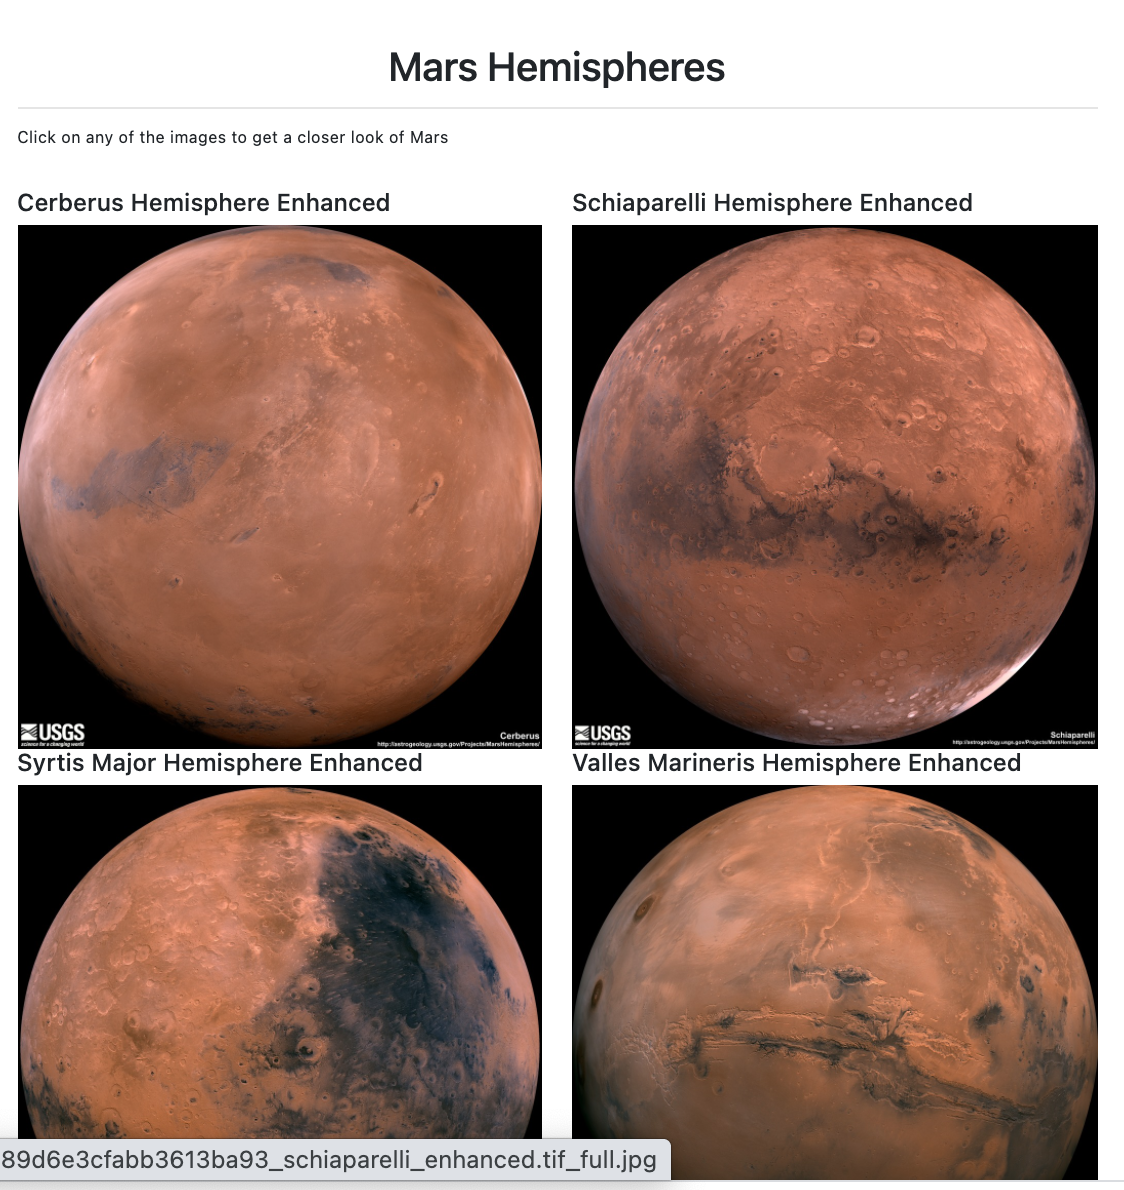 Mars Hemispheres
Click on any of the images to get a closer look of Mars
Cerberus Hemisphere Enhanced
Schiaparelli Hemisphere Enhanced
USGS
science for a changing world
Cerberus
http://astrogeology.usgs.gov/Projects/MarsHemispheres/
USGS
science for a changing world
Schiaparelli
http://astrogeology.usgs.gov/Projects/MarsHemispheres/
Syrtis Major Hemisphere Enhanced
Valles Marineris Hemisphere Enhanced
89d6e3cfabb3613ba93_schiaparelli_enhanced.tif_full.jpg